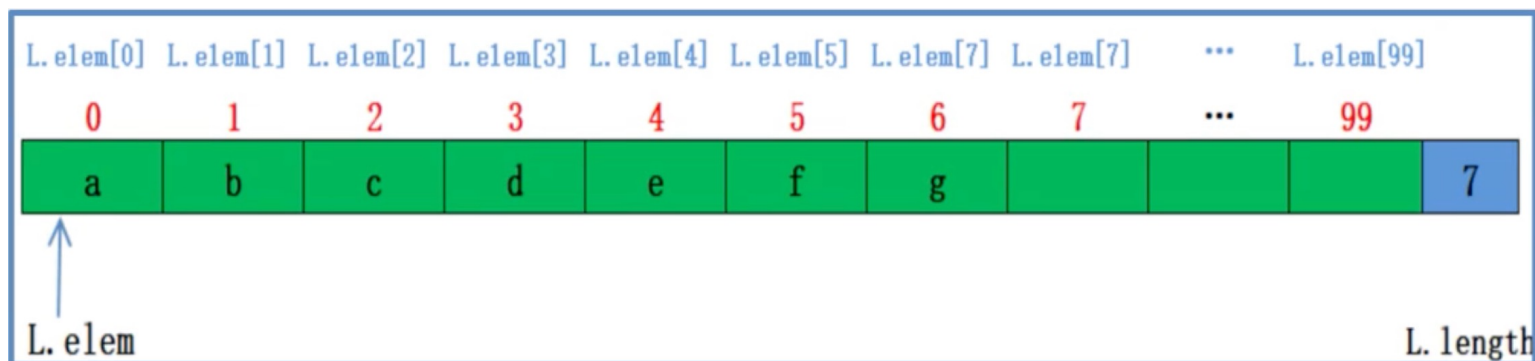 L.elem[0] L.elem[1] L.elem[2] L.elem[3] L.elem[4] L.elem[5] L.elem[7] L.elem[7] ... L.elem[99]
0 1 2 3 4 5 6 7 ... 99
a b c d e f g 7
L.elem L.length